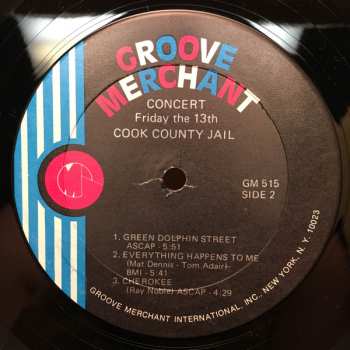 GROOVE
MERCHANT
CONCERT
Friday the 13th
COOK COUNTY JAIL
GM 515
SIDE 2
1. GREEN DOLPHIN STREET
ASCAP - 5:51
2. EVERYTHING HAPPENS TO ME
(Mat Dennis - Tom Adair)-
BMI - 5:41
3. CHEROKEE
(Ray Noble) ASCAP - 4:29
GROOVE MERCHANT INTERNATIONAL, INC., NEW YORK, N. Y. 10023